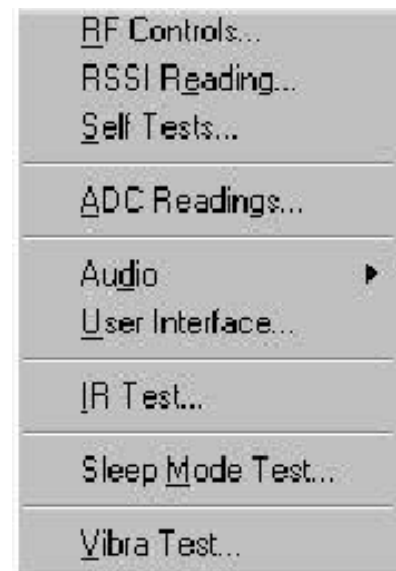 RF Controls...
RSSI Reading...
Self Tests...
ADC Readings...
Audio
User Interface...
IR Test...
Sleep Mode Test...
Vibra Test...